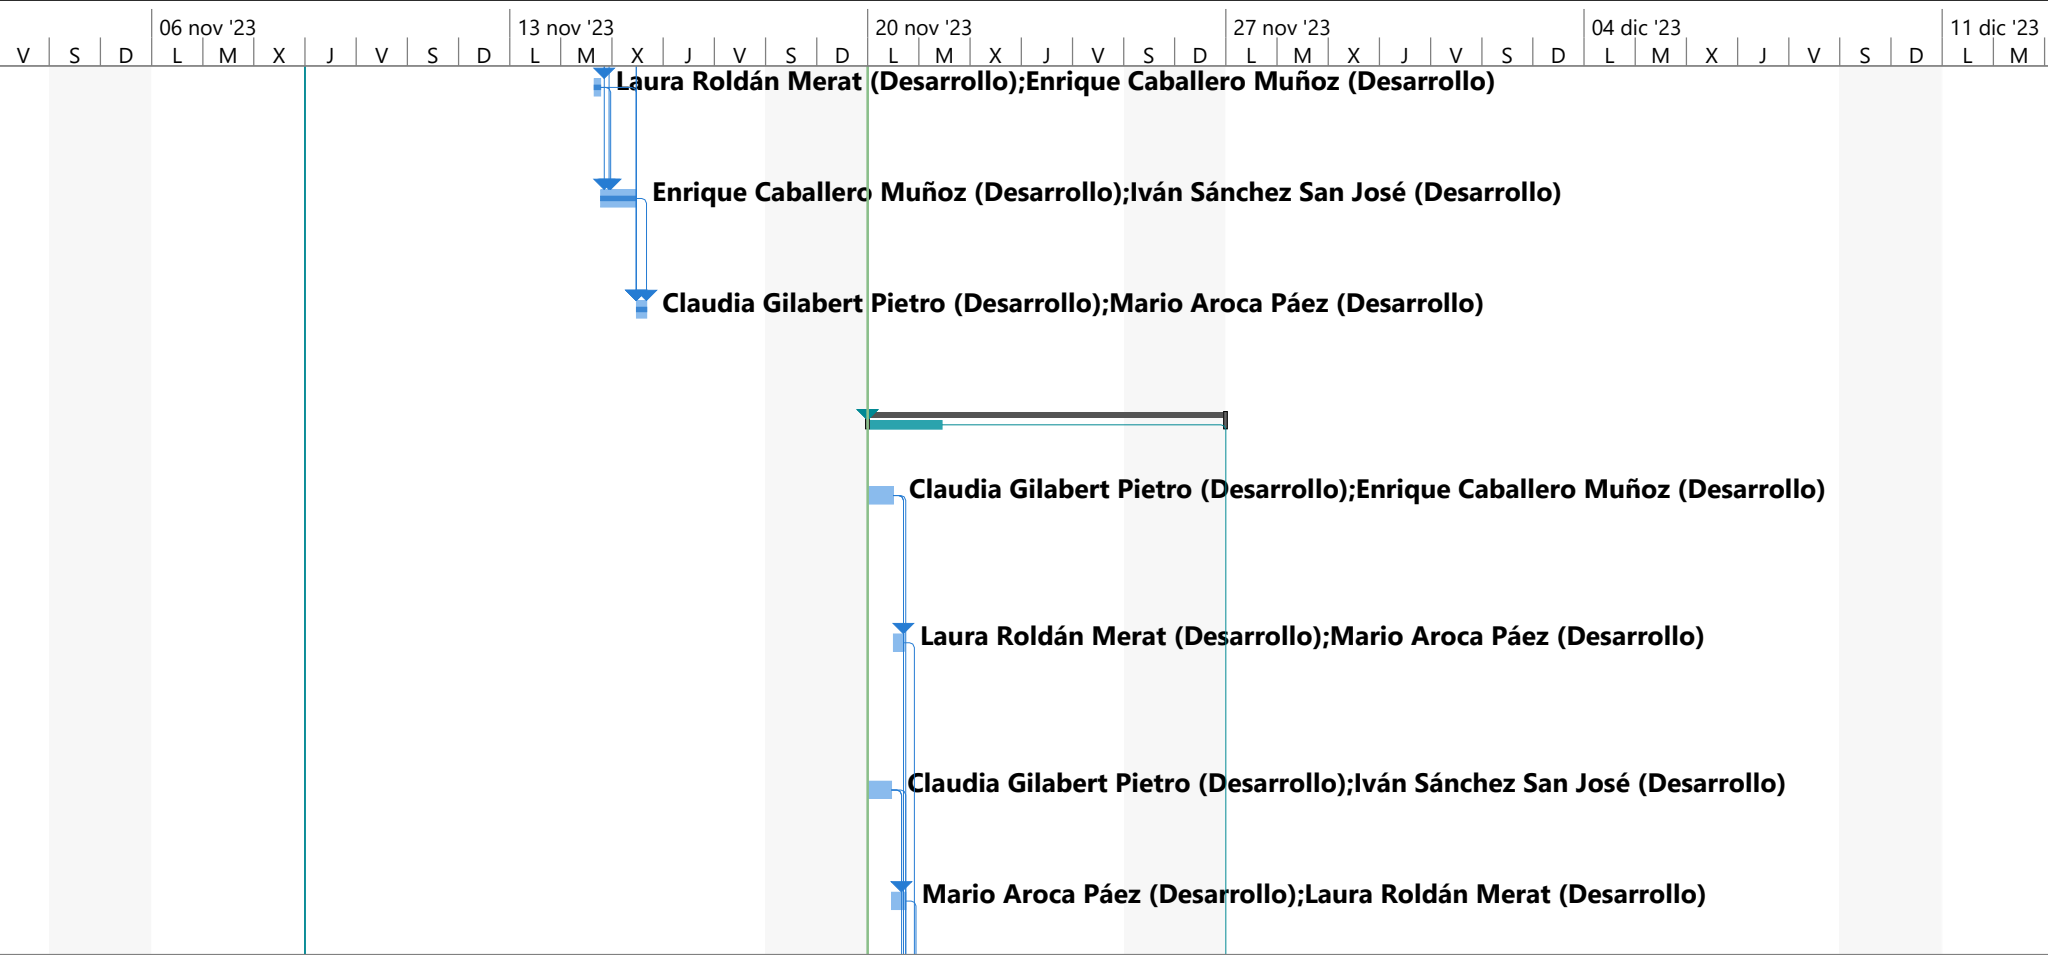 06 nov '23 13 nov '23 20 nov '23 27 nov '23 04 dic '23 11 dic '23
V S D L M X J V S D L M X J V S D L M X J V S D L M X J V S D L M X J V S D L M
Laura Roldán Merat (Desarrollo);Enrique Caballero Muñoz (Desarrollo)
Enrique Caballero Muñoz (Desarrollo);Iván Sánchez San José (Desarrollo)
Claudia Gilabert Pietro (Desarrollo);Mario Aroca Páez (Desarrollo)
Claudia Gilabert Pietro (Desarrollo);Enrique Caballero Muñoz (Desarrollo)
Laura Roldán Merat (Desarrollo);Mario Aroca Páez (Desarrollo)
Claudia Gilabert Pietro (Desarrollo);Iván Sánchez San José (Desarrollo)
Mario Aroca Páez (Desarrollo);Laura Roldán Merat (Desarrollo)